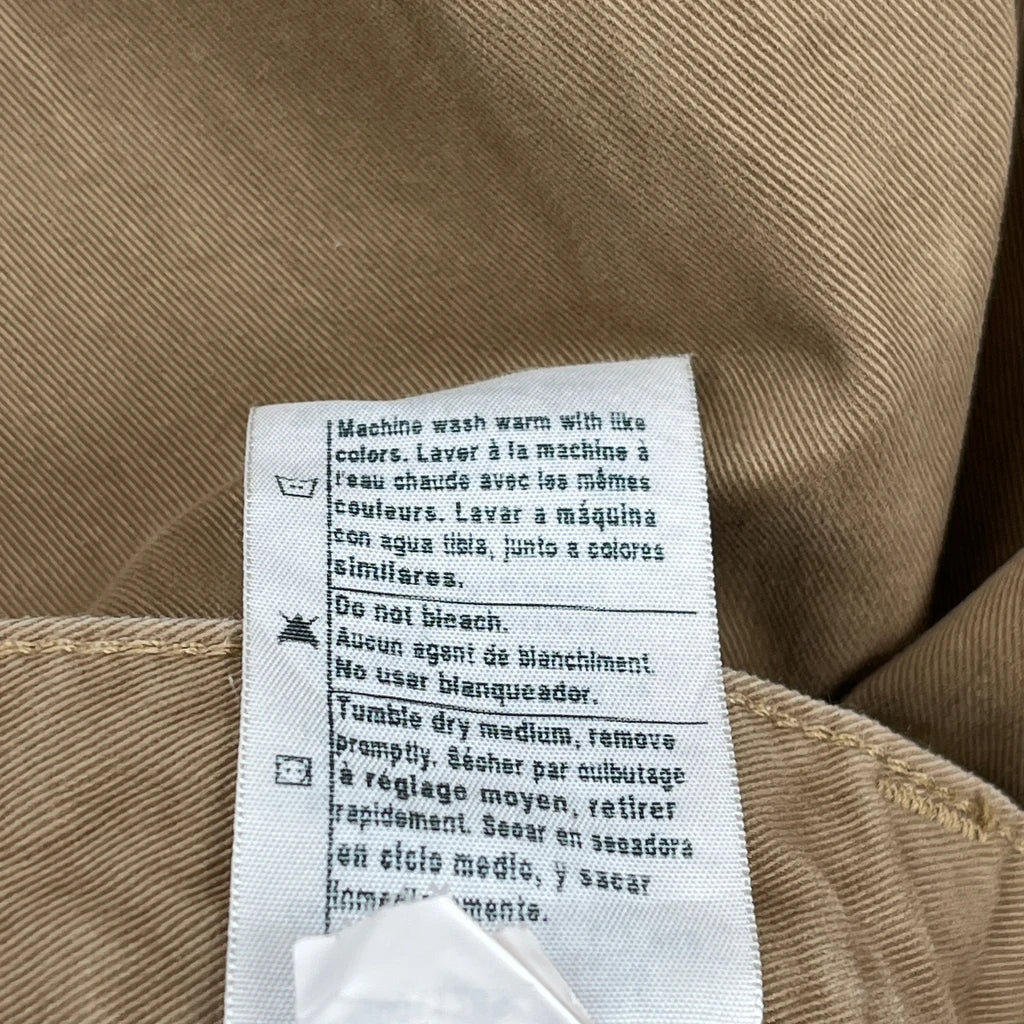 Machine wash warm with like
colors. Laver à la machine à
l'eau chaude avec les mêmes
couleurs. Lavar a máquina
con agua tibia, junto a colores
similares.
Do not bleach.
Aucun agent de blanchiment
No usar blanqueador.
Tumble dry medium, remove
promptly. Sécher par culbutage
à réglage moyen, retirer
rapidement. Secar en secadora
en ciclo medio, y sacar